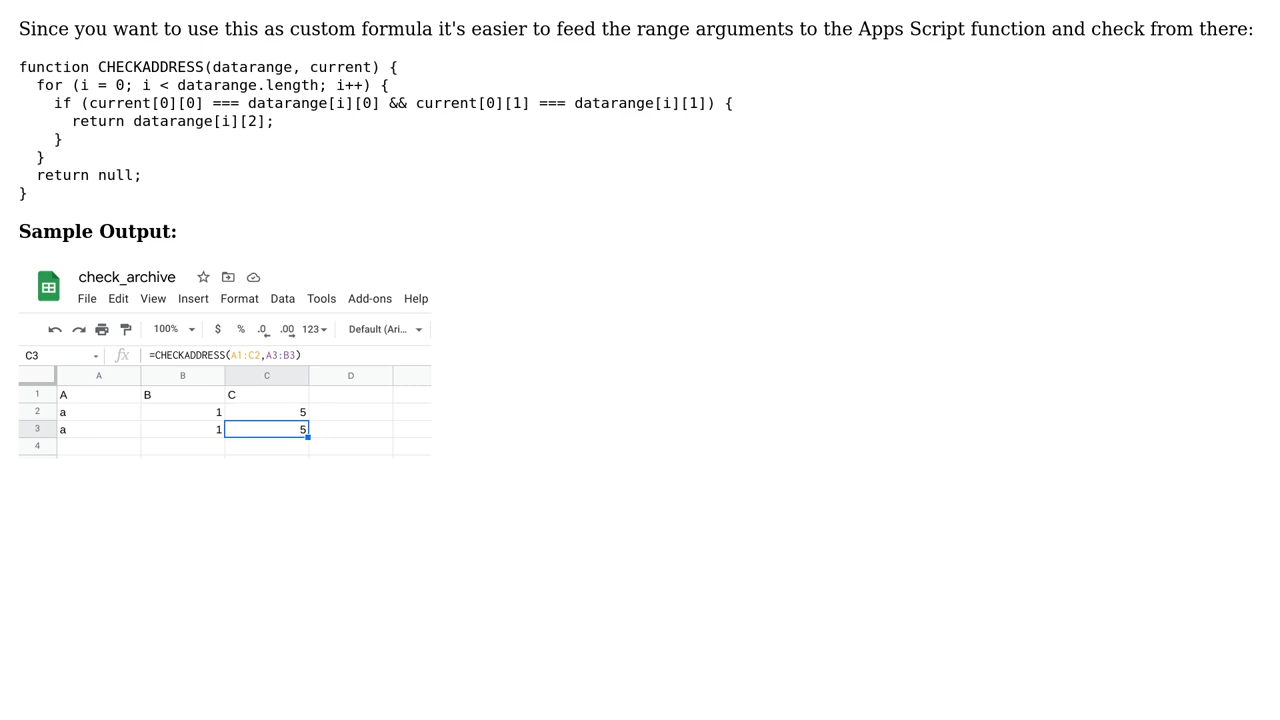 Since you want to use this as custom formula it's easier to feed the range arguments to the Apps Script function and check from there:
function CHECKADDRESS(datarange, current) {
  for (i = 0; i < datarange.length; i++) {
    if (current[0][0] === datarange[i][0] && current[0][1] === datarange[i][1]) {
      return datarange[i][2];
    }
  }
  return null;
}
Sample Output:
check_archive
File Edit View Insert Format Data Tools Add-ons Help
100% $ % .0 .00 123 Default (Ari...
C3 fx =CHECKADDRESS(A1:C2,A3:B3)
A B C D
1 A B C
2 a 1 5
3 a 1 5
4